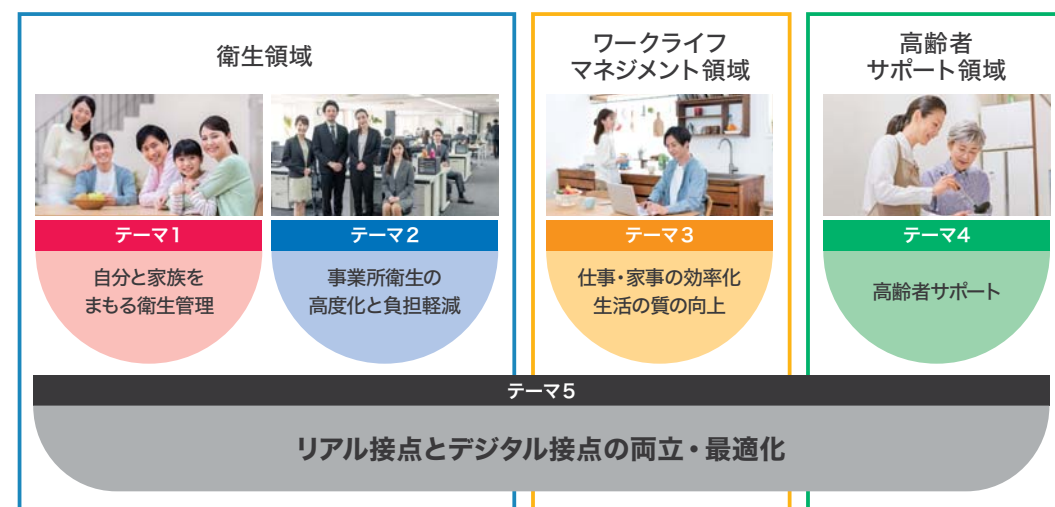 衛生領域
ワークライフ
マネジメント領域
高齢者
サポート領域
テーマ1
自分と家族を
まもる衛生管理
テーマ2
事業所衛生の
高度化と負担軽減
テーマ3
仕事・家事の効率化
生活の質の向上
テーマ4
高齢者サポート
テーマ5
リアル接点とデジタル接点の両立・最適化